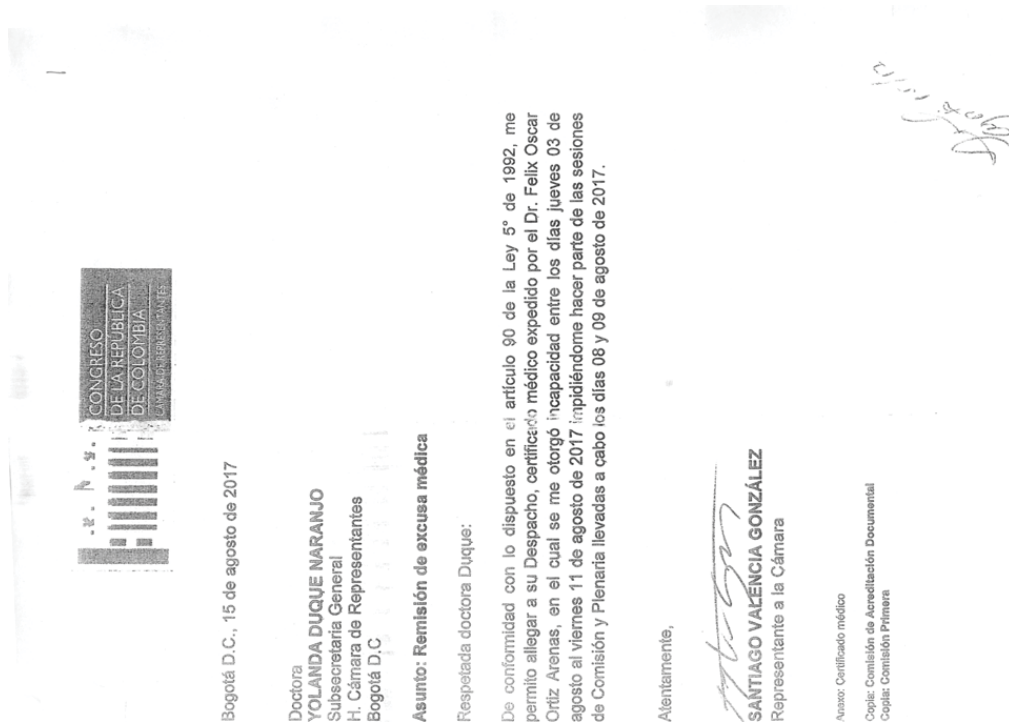 CONGRESO
DE LA REPÚBLICA
DE COLOMBIA
CÁMARA DE REPRESENTANTES
Bogotá D.C., 15 de agosto de 2017
Doctora
YOLANDA DUQUE NARANJO
Subsecretaria General
H. Cámara de Representantes
Bogotá D.C
Asunto: Remisión de excusa médica
Respetada doctora Duque:
De conformidad con lo dispuesto en el artículo 90 de la Ley 5° de 1992, me
permito allegar a su Despacho, certificado médico expedido por el Dr. Felix Oscar
Ortiz Arenas, en el cual se me otorgó incapacidad entre los días jueves 03 de
agosto al viernes 11 de agosto de 2017 impidiéndome hacer parte de las sesiones
de Comisión y Plenaria llevadas a cabo los días 08 y 09 de agosto de 2017.
Atentamente,
SANTIAGO VALENCIA GONZÁLEZ
Representante a la Cámara
Anexo: Certificado médico
Copia: Comisión de Acreditación Documental
Copia: Comisión Primera